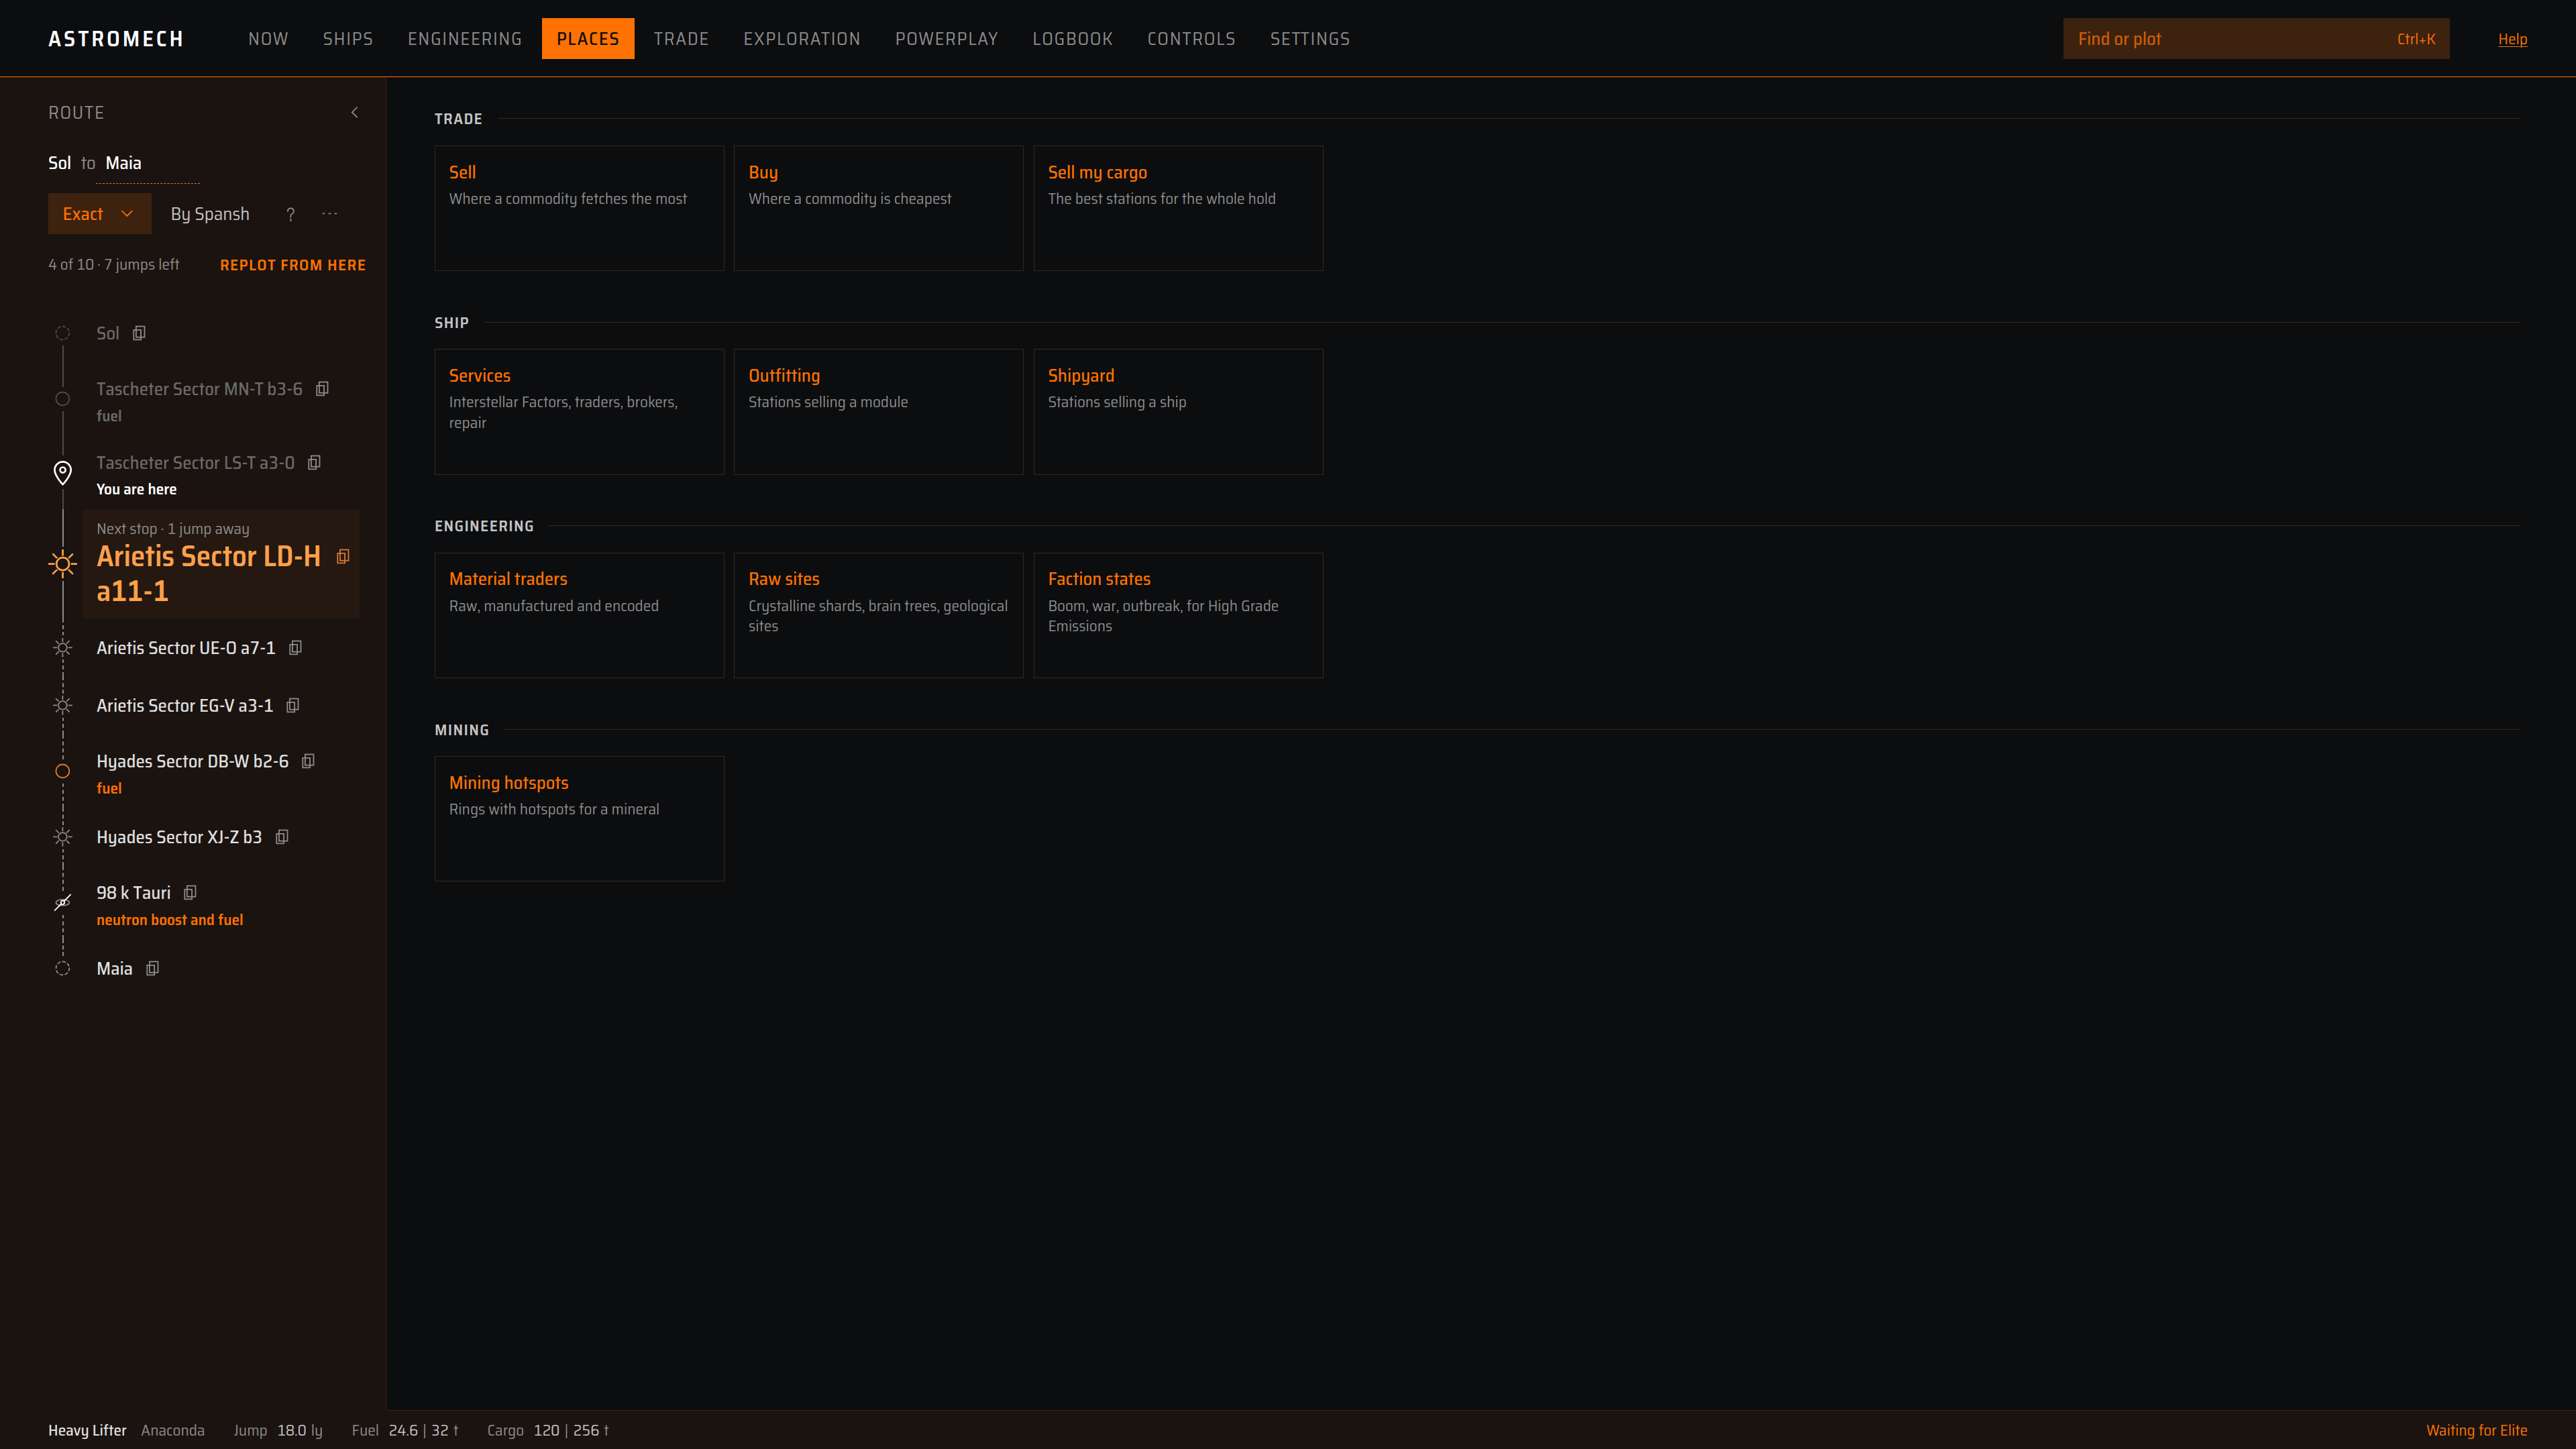 ASTROMECH NOW SHIPS ENGINEERING PLACES TRADE EXPLORATION POWERPLAY LOGBOOK CONTROLS SETTINGS Find or plot Ctrl+K Help
ROUTE
Sol to Maia
Exact By Spansh ? ---
4 of 10 · 7 jumps left REPLOT FROM HERE
Sol
Tascheter Sector MN-T b3-6
fuel
Tascheter Sector LS-T a3-0
You are here
Next stop · 1 jump away
Arietis Sector LD-H
a11-1
Arietis Sector UE-O a7-1
Arietis Sector EG-V a3-1
Hyades Sector DB-W b2-6
fuel
Hyades Sector XJ-Z b3
98 k Tauri
neutron boost and fuel
Maia
TRADE
Sell
Where a commodity fetches the most
Buy
Where a commodity is cheapest
Sell my cargo
The best stations for the whole hold
SHIP
Services
Interstellar Factors, traders, brokers,
repair
Outfitting
Stations selling a module
Shipyard
Stations selling a ship
ENGINEERING
Material traders
Raw, manufactured and encoded
Raw sites
Crystalline shards, brain trees, geological
sites
Faction states
Boom, war, outbreak, for High Grade
Emissions
MINING
Mining hotspots
Rings with hotspots for a mineral
Heavy Lifter Anaconda Jump 18.0 ly Fuel 24.6 | 32 t Cargo 120 | 256 t Waiting for Elite